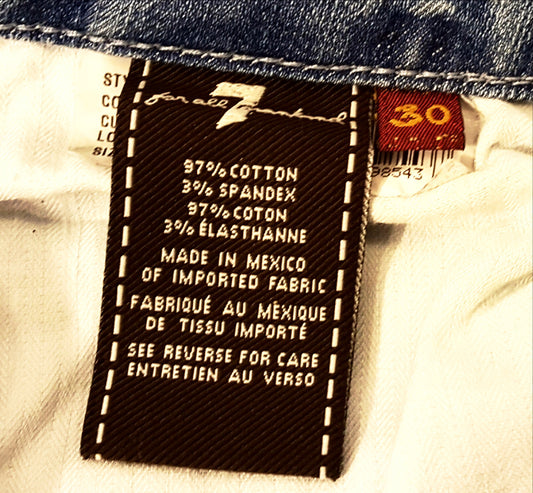 7
for all mankind
30
98543
97% COTTON
3% SPANDEX
97% COTON
3% ÉLASTHANNE
MADE IN MEXICO
OF IMPORTED FABRIC
FABRIQUÉ AU MEXIQUE
DE TISSU IMPORTÉ
SEE REVERSE FOR CARE
ENTRETIEN AU VERSO